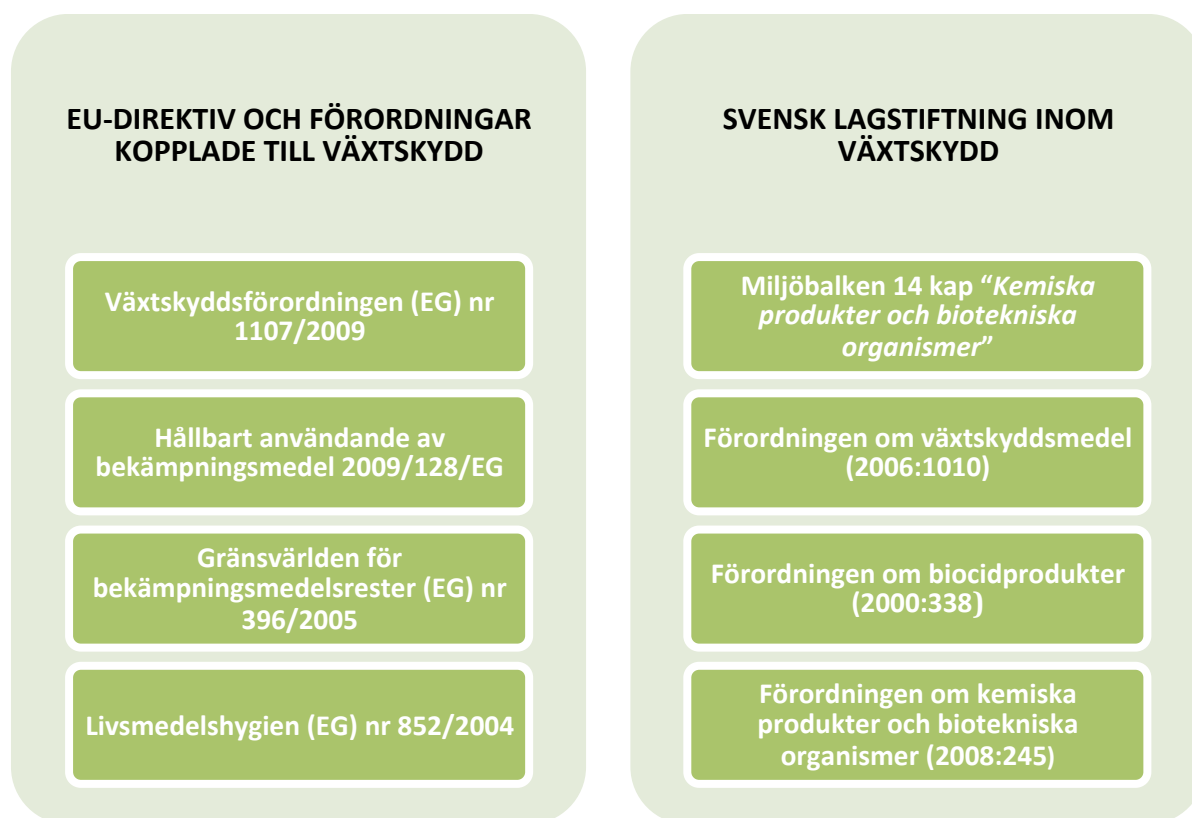 EU-DIREKTIV OCH FÖRORDNINGAR
KOPPLADE TILL VÄXTSKYDD
Växtskyddsförordningen (EG) nr
1107/2009
Hållbart användande av
bekämpningsmedel 2009/128/EG
Gränsvärlden för
bekämpningsmedelsrester (EG) nr
396/2005
Livsmedelshygien (EG) nr 852/2004
SVENSK LAGSTIFTNING INOM
VÄXTSKYDD
Miljöbalken 14 kap “Kemiska
produkter och biotekniska
organismer”
Förordningen om växtskyddsmedel
(2006:1010)
Förordningen om biocidprodukter
(2000:338)
Förordningen om kemiska
produkter och biotekniska
organismer (2008:245)